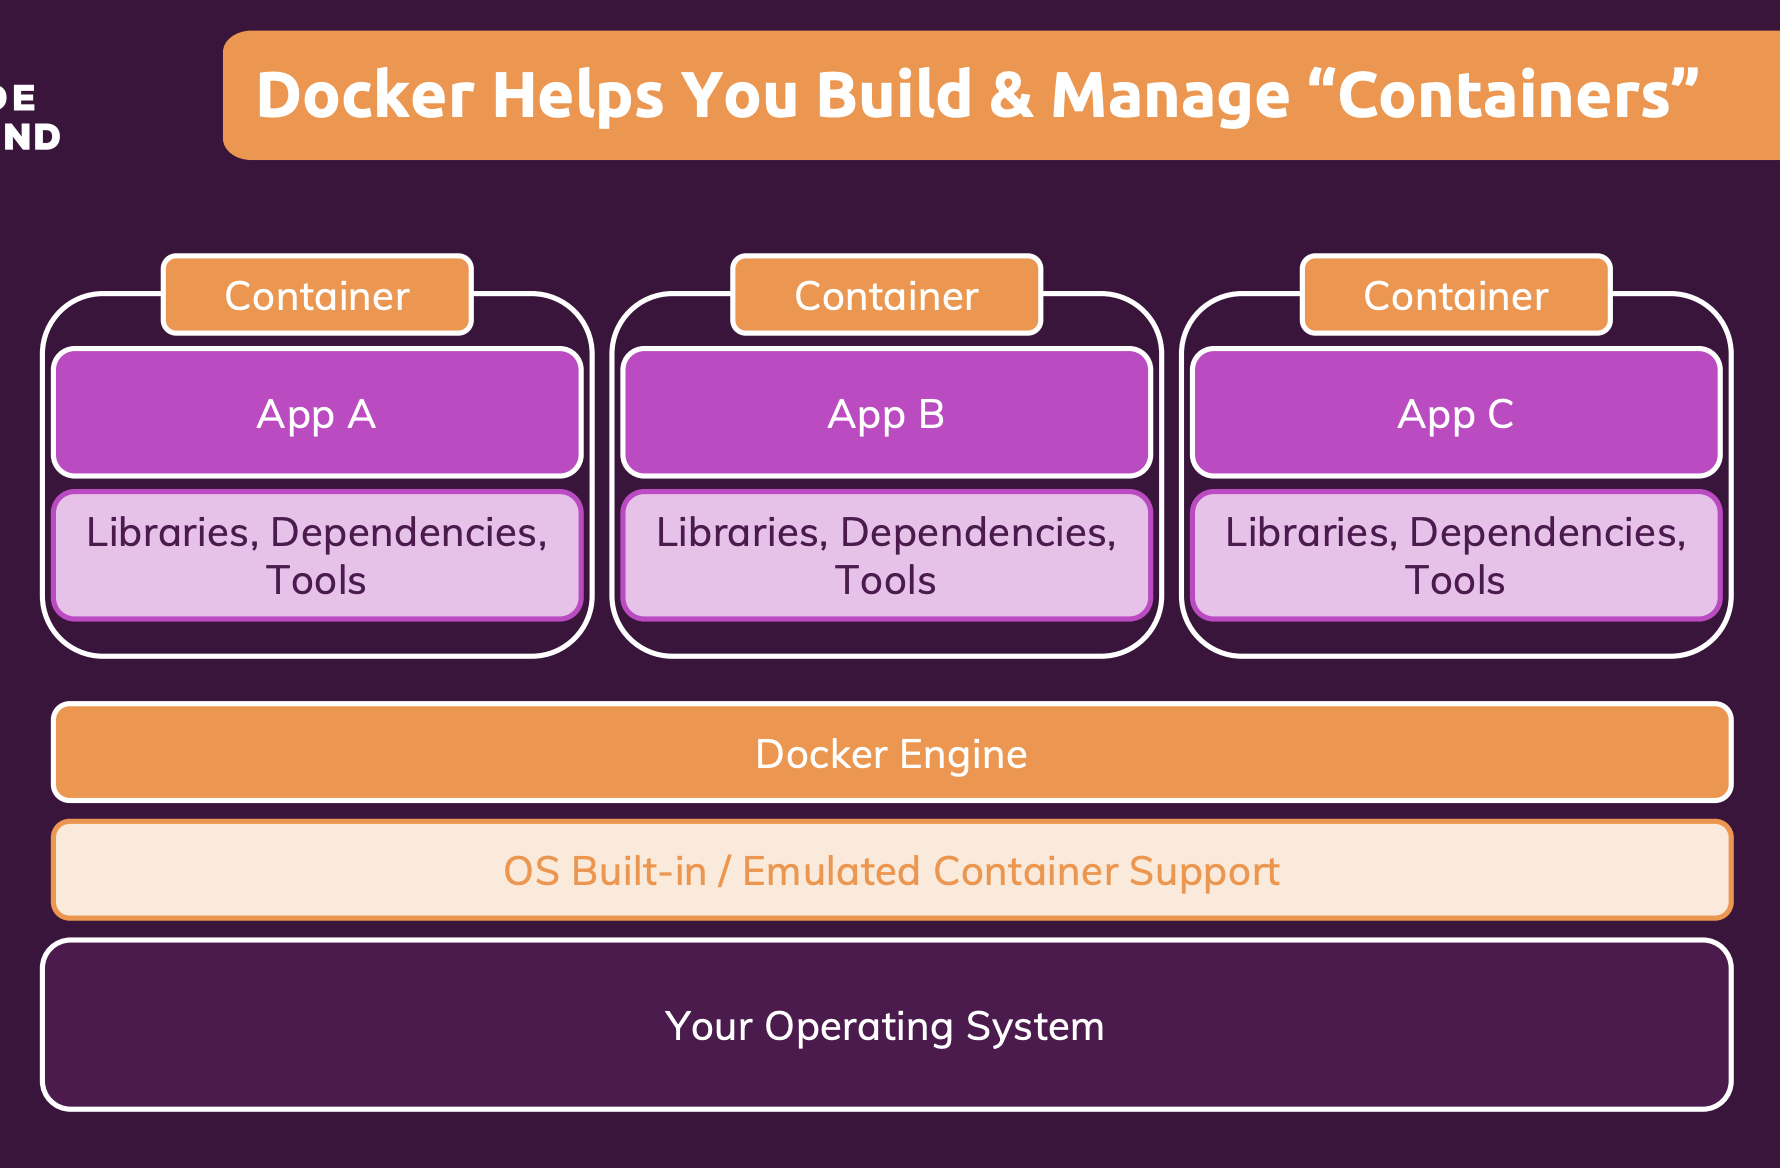 DE
ND
Docker Helps You Build & Manage “Containers”
Container
Container
Container
App A
App B
App C
Libraries, Dependencies,
Tools
Libraries, Dependencies,
Tools
Libraries, Dependencies,
Tools
Docker Engine
OS Built-in / Emulated Container Support
Your Operating System